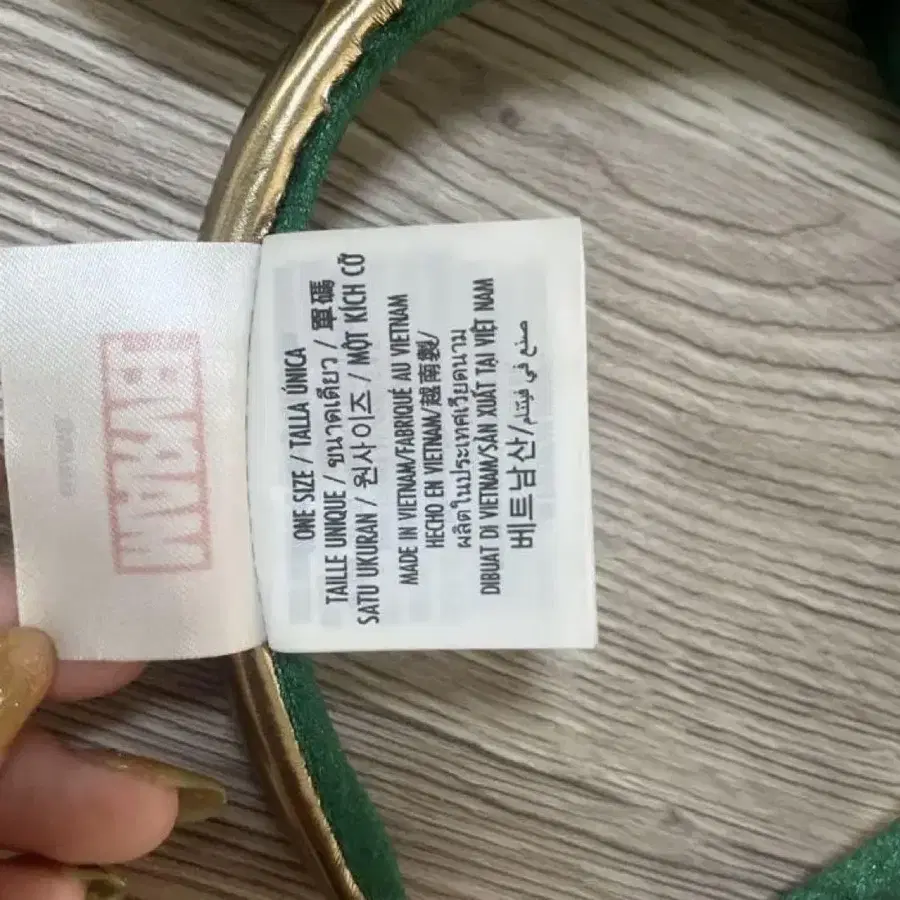 ONE SIZE / TALLA ÚNICA
TAILLE UNIQUE / ขนาดเดียว / 單碼
SATU UKURAN / 원사이즈 / MỘT KÍCH CỠ
MADE IN VIETNAM/FABRIQUÉ AU VIETNAM
HECHO EN VIETNAM/越南製/
ผลิตในประเทศเวียดนาม
DIBUAT DI VIETNAM/SẢN XUẤT TẠI VIỆT NAM
베트남산/صنع في فيتنام
MARVEL